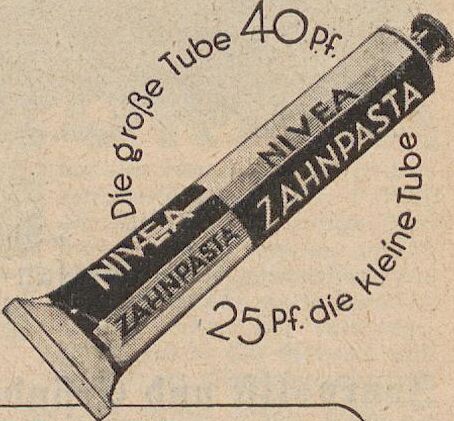 Die große Tube 40 Pf.
NIVEA
ZAHNPASTA
NIVEA
ZAHNPASTA
25 Pf. die kleine Tube